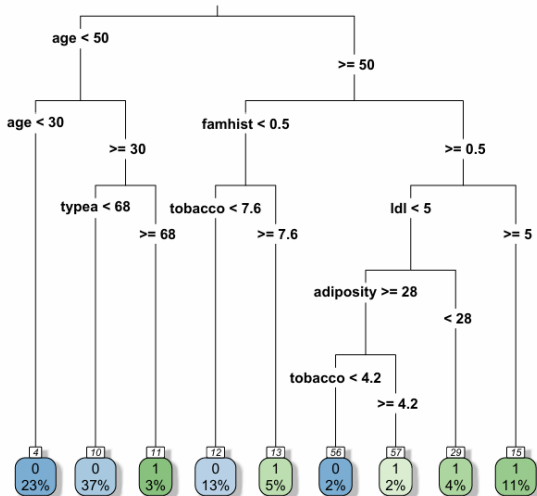 age < 50
>= 50
age < 30
famhist < 0.5
>= 30
>= 0.5
typea < 68
tobacco < 7.6
ldl < 5
>= 68
>= 7.6
>= 5
adiposity >= 28
< 28
tobacco < 4.2
>= 4.2
4 10 11 12 13 56 57 29 15
0 0 1 0 1 0 1 1 1
23% 37% 3% 13% 5% 2% 2% 4% 11%